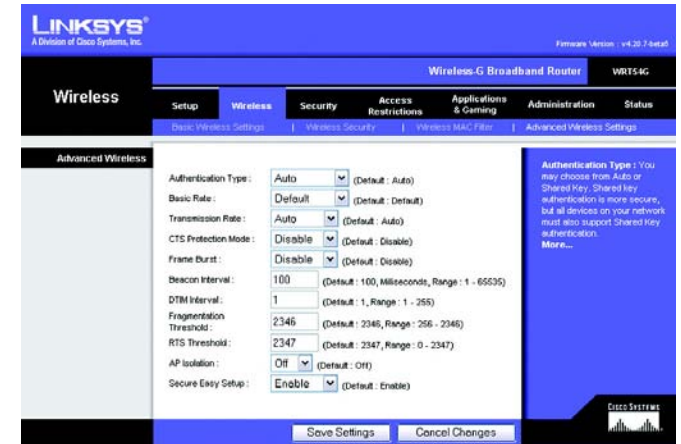 LINKSYS®
A Division of Cisco Systems, Inc.
Firmware Version : v4.20.7-beta6
Wireless-G Broadband Router WRT54G
Wireless
Setup Wireless Security Access Restrictions Applications & Gaming Administration Status
Basic Wireless Settings | Wireless Security | Wireless MAC Filter | Advanced Wireless Settings
Advanced Wireless
Authentication Type : Auto (Default : Auto)
Basic Rate : Default (Default : Default)
Transmission Rate : Auto (Default : Auto)
CTS Protection Mode : Disable (Default : Disable)
Frame Burst : Disable (Default : Disable)
Beacon Interval : 100 (Default : 100, Miliseconds, Range : 1 - 65535)
DTIM Interval : 1 (Default : 1, Range : 1 - 255)
Fragmentation Threshold : 2346 (Default : 2346, Range : 256 - 2346)
RTS Threshold : 2347 (Default : 2347, Range : 0 - 2347)
AP Isolation : Off (Default : Off)
Secure Easy Setup : Enable (Default : Enable)
Authentication Type : You
may choose from Auto or
Shared Key. Shared key
authentication is more secure,
but all devices on your network
must also support Shared Key
authentication.
More...
Save Settings Cancel Changes
CISCO SYSTEMS